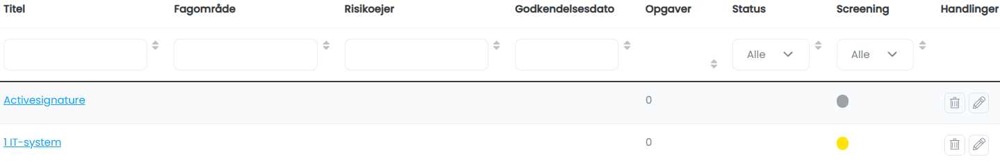 Titel Fagområde Risikoejer Godkendelsesdato Opgaver Status Screening Handlinger
Alle Alle
Activesignature 0
1 IT-system 0